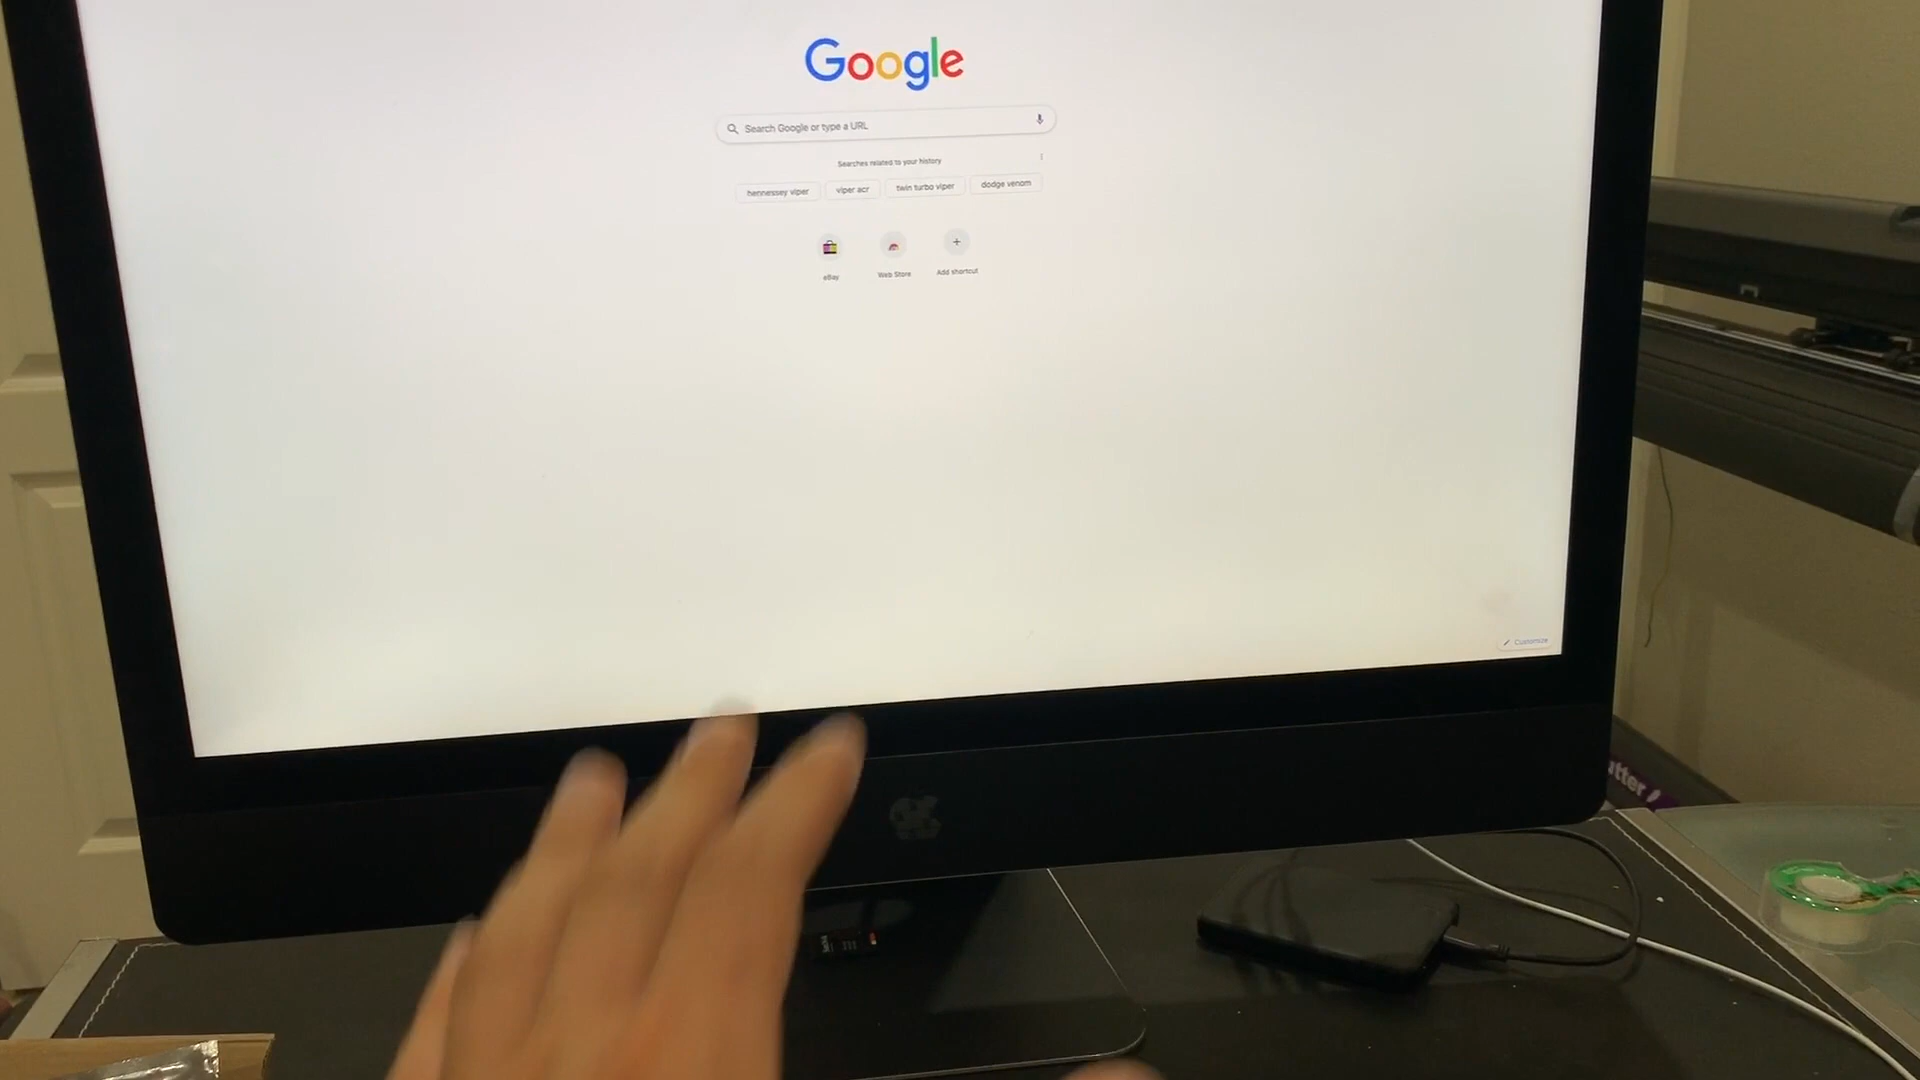 Google
Search Google or type a URL
Searches related to your history
hennessey viper
viper acr
twin turbo viper
dodge venom
eBay
Web Store
Add shortcut
Customize
utter